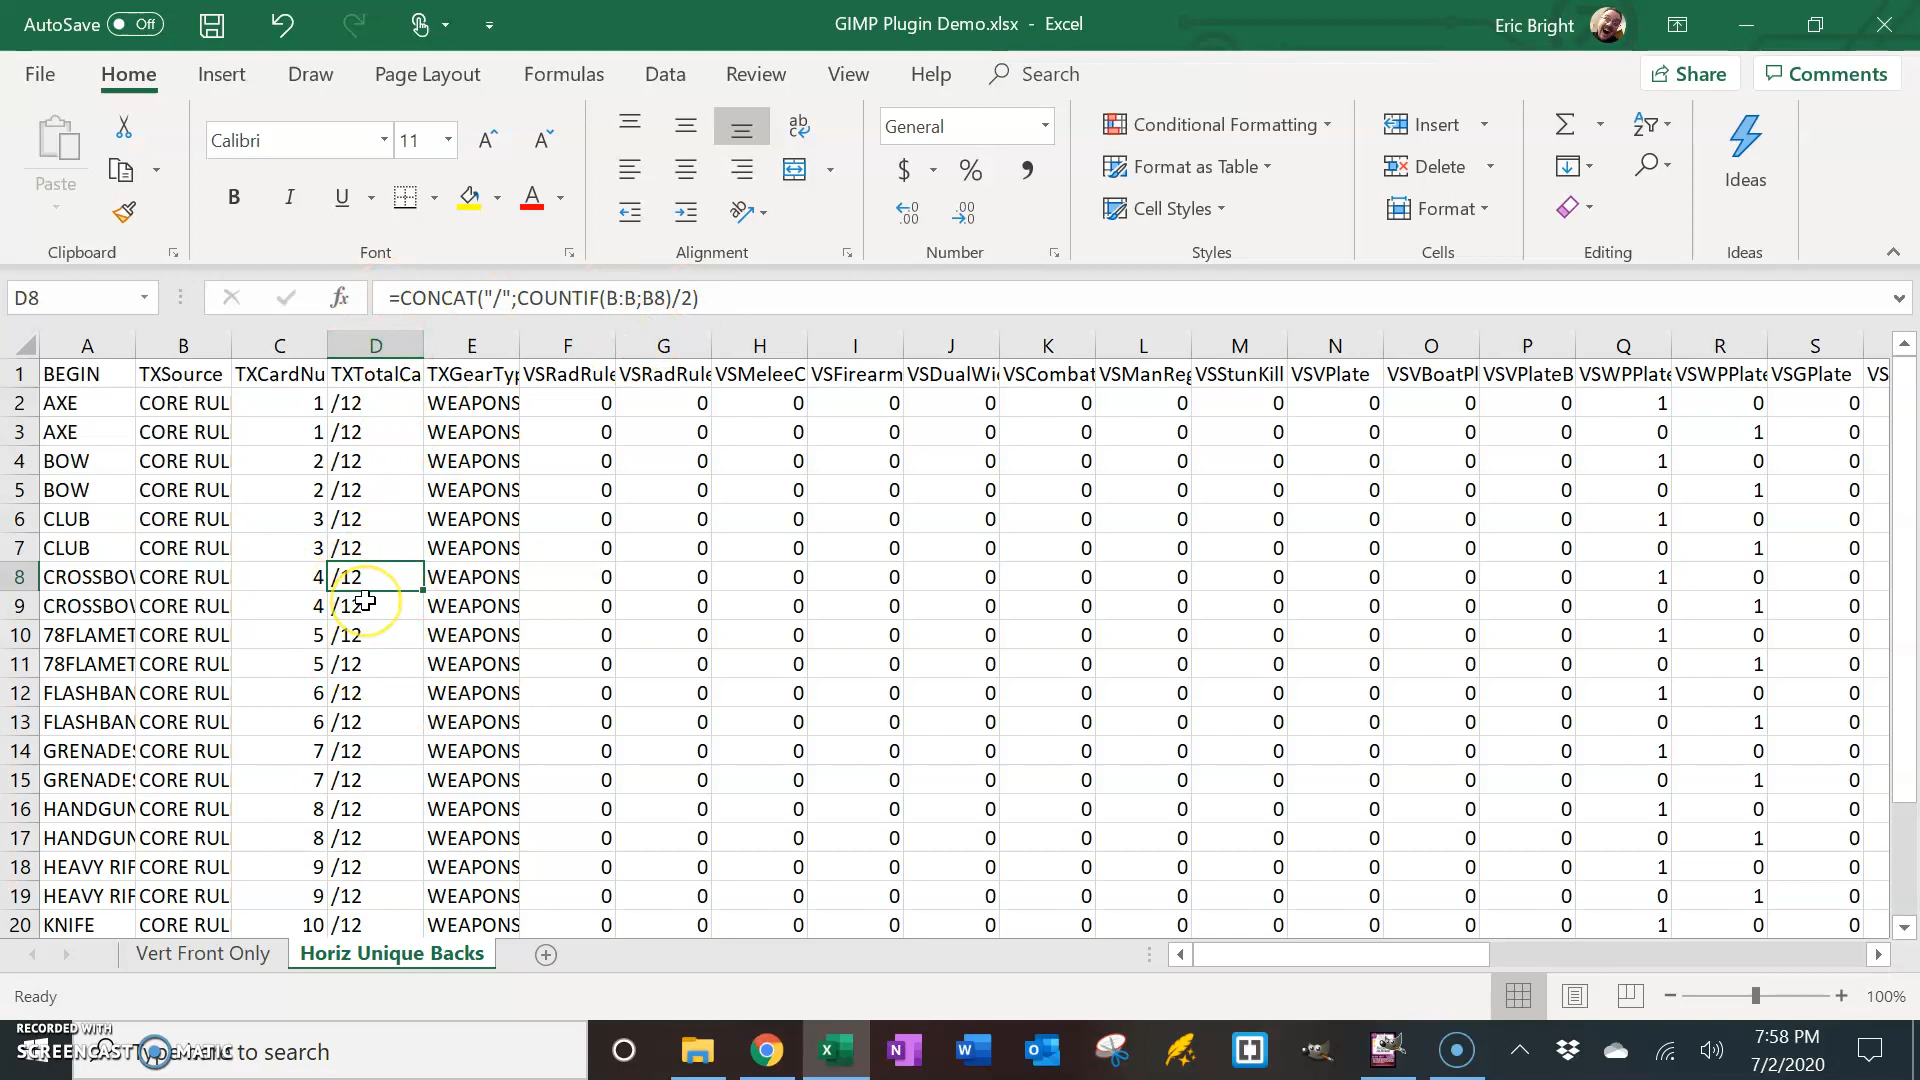 AutoSave Off
GIMP Plugin Demo.xlsx - Excel
Eric Bright
File Home Insert Draw Page Layout Formulas Data Review View Help Search
Share Comments
Paste
Clipboard
Calibri 11
B I U A
Font
ab
Alignment
General
$ % ,
Number
Conditional Formatting
Format as Table
Cell Styles
Styles
Insert
Delete
Format
Cells
Editing
Ideas
Ideas
D8 fx =CONCAT("/";COUNTIF(B:B;B8)/2)
A B C D E F G H I J K L M N O P Q R S
1 BEGIN TXSource TXCardNu TXTotalCa TXGearTyp VSRadRule VSRadRule VSMeleeC VSFirearm VSDualWi VSCombat VSManReg VSStunKill VSVPlate VSVBoatPl VSVPlateB VSWPPlate VSWPPlate VSGPlate VS
2 AXE CORE RUL 1 /12 WEAPONS 0 0 0 0 0 0 0 0 0 0 0 1 0 0
3 AXE CORE RUL 1 /12 WEAPONS 0 0 0 0 0 0 0 0 0 0 0 0 1 0
4 BOW CORE RUL 2 /12 WEAPONS 0 0 0 0 0 0 0 0 0 0 0 1 0 0
5 BOW CORE RUL 2 /12 WEAPONS 0 0 0 0 0 0 0 0 0 0 0 0 1 0
6 CLUB CORE RUL 3 /12 WEAPONS 0 0 0 0 0 0 0 0 0 0 0 1 0 0
7 CLUB CORE RUL 3 /12 WEAPONS 0 0 0 0 0 0 0 0 0 0 0 0 1 0
8 CROSSBOW CORE RUL 4 /12 WEAPONS 0 0 0 0 0 0 0 0 0 0 0 1 0 0
9 CROSSBOW CORE RUL 4 /12 WEAPONS 0 0 0 0 0 0 0 0 0 0 0 0 1 0
10 78FLAMET CORE RUL 5 /12 WEAPONS 0 0 0 0 0 0 0 0 0 0 0 1 0 0
11 78FLAMET CORE RUL 5 /12 WEAPONS 0 0 0 0 0 0 0 0 0 0 0 0 1 0
12 FLASHBAN CORE RUL 6 /12 WEAPONS 0 0 0 0 0 0 0 0 0 0 0 1 0 0
13 FLASHBAN CORE RUL 6 /12 WEAPONS 0 0 0 0 0 0 0 0 0 0 0 0 1 0
14 GRENADES CORE RUL 7 /12 WEAPONS 0 0 0 0 0 0 0 0 0 0 0 1 0 0
15 GRENADES CORE RUL 7 /12 WEAPONS 0 0 0 0 0 0 0 0 0 0 0 0 1 0
16 HANDGUN CORE RUL 8 /12 WEAPONS 0 0 0 0 0 0 0 0 0 0 0 1 0 0
17 HANDGUN CORE RUL 8 /12 WEAPONS 0 0 0 0 0 0 0 0 0 0 0 0 1 0
18 HEAVY RIF CORE RUL 9 /12 WEAPONS 0 0 0 0 0 0 0 0 0 0 0 1 0 0
19 HEAVY RIF CORE RUL 9 /12 WEAPONS 0 0 0 0 0 0 0 0 0 0 0 0 1 0
20 KNIFE CORE RUL 10 /12 WEAPONS 0 0 0 0 0 0 0 0 0 0 0 1 0 0
Vert Front Only Horiz Unique Backs
Ready
100%
RECORDED WITH
SCREENCAST MATIC
to search
7:58 PM
7/2/2020